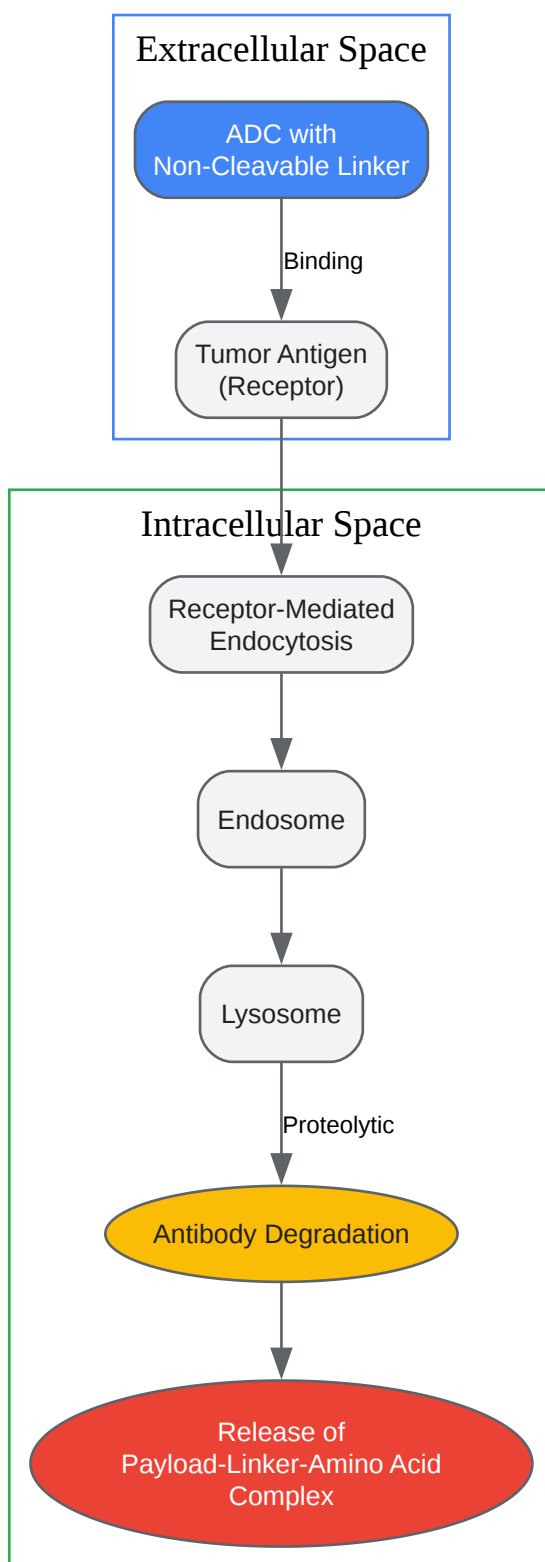 Extracellular Space
ADC with
Non-Cleavable Linker
Binding
Tumor Antigen
(Receptor)
Intracellular Space
Receptor-Mediated
Endocytosis
Endosome
Lysosome
Proteolytic
Antibody Degradation
Release of
Payload-Linker-Amino Acid
Complex